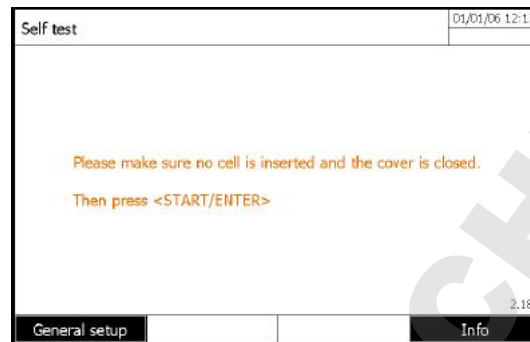 Self test
01/01/06 12:1
Please make sure no cell is inserted and the cover is closed.
Then press <START/ENTER>
2.18
General setup
Info